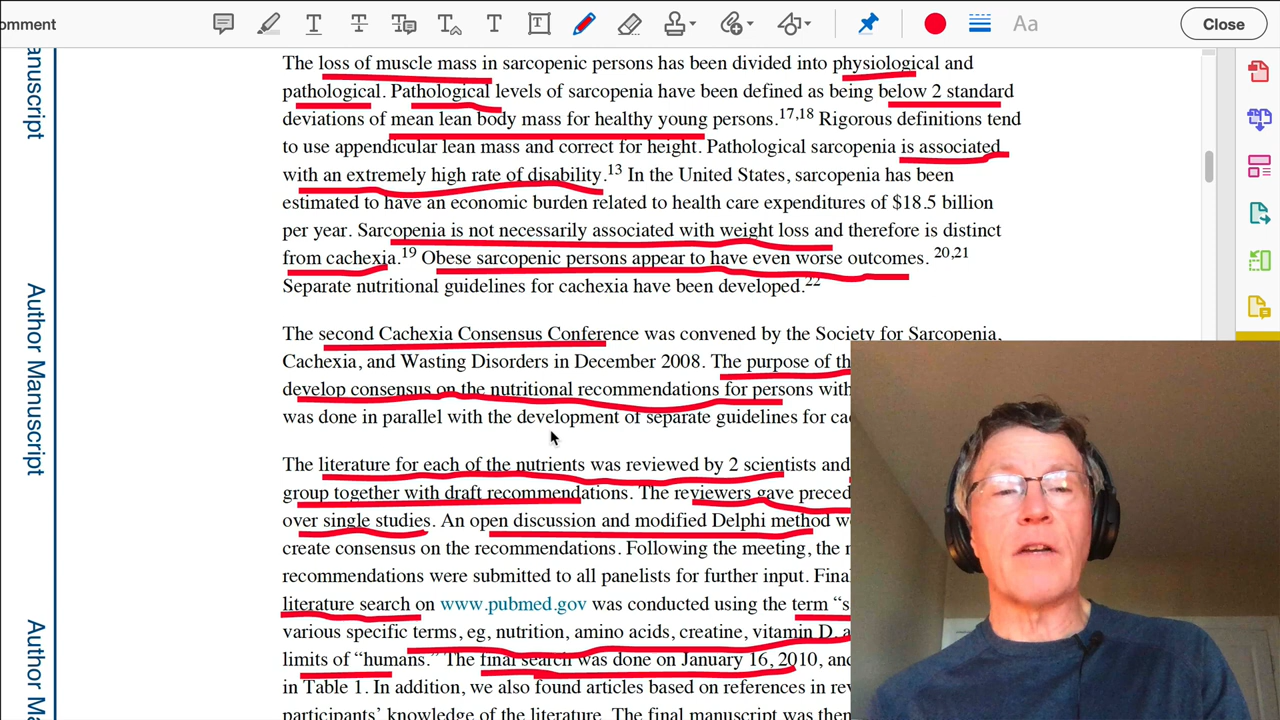 omment
T T T T T
Aa
Close
anuscript
Author Manuscript
Author Ma
The loss of muscle mass in sarcopenic persons has been divided into physiological and
pathological. Pathological levels of sarcopenia have been defined as being below 2 standard
deviations of mean lean body mass for healthy young persons.17,18 Rigorous definitions tend
to use appendicular lean mass and correct for height. Pathological sarcopenia is associated
with an extremely high rate of disability.13 In the United States, sarcopenia has been
estimated to have an economic burden related to health care expenditures of $18.5 billion
per year. Sarcopenia is not necessarily associated with weight loss and therefore is distinct
from cachexia.19 Obese sarcopenic persons appear to have even worse outcomes. 20,21
Separate nutritional guidelines for cachexia have been developed.22
The second Cachexia Consensus Conference was convened by the Society for Sarcopenia,
Cachexia, and Wasting Disorders in December 2008. The purpose of th
develop consensus on the nutritional recommendations for persons with
was done in parallel with the development of separate guidelines for ca
The literature for each of the nutrients was reviewed by 2 scientists and
group together with draft recommendations. The reviewers gave preced
over single studies. An open discussion and modified Delphi method w
create consensus on the recommendations. Following the meeting, the
recommendations were submitted to all panelists for further input. Fina
literature search on www.pubmed.gov was conducted using the term “s
various specific terms, eg, nutrition, amino acids, creatine, vitamin D, a
limits of “humans.” The final search was done on January 16, 2010, and
in Table 1. In addition, we also found articles based on references in rev
participants’ knowledge of the literature. The final manuscript was then